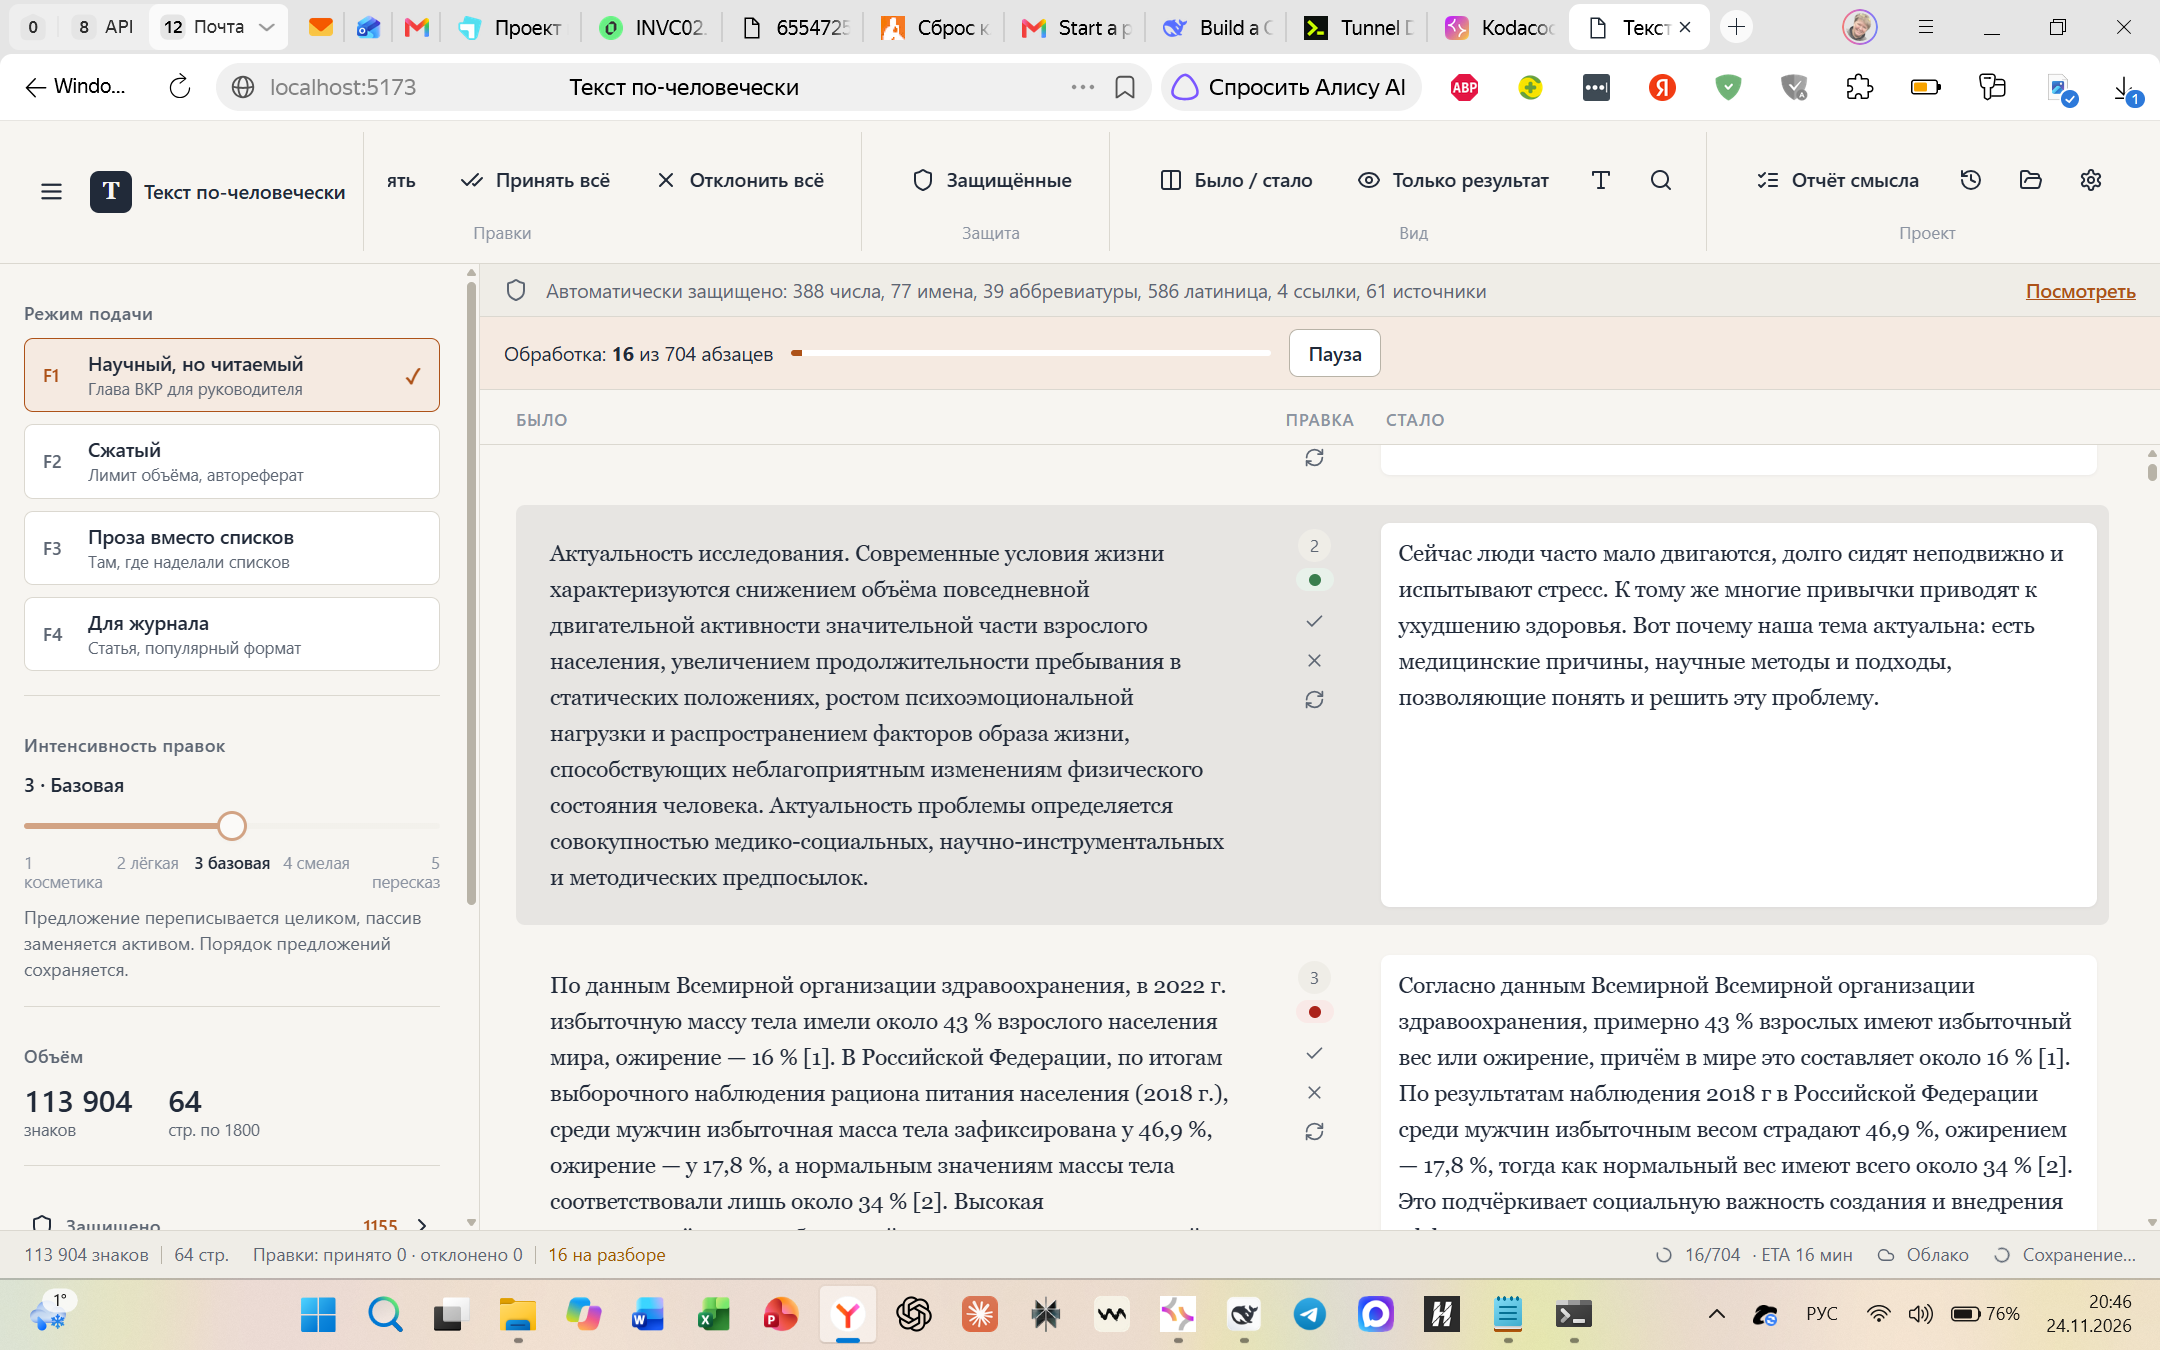 0
8 API
12 Почта
Проект
INVC02.
6554725
Сброс к
Start a p
Build a C
Tunnel D
Kodacoc
Текст
Windo...
localhost:5173
Текст по-человечески
Спросить Алису AI
ABP
Я
1
T Текст по-человечески
ять
Принять всё
Отклонить всё
Правки
Защищённые
Защита
Было / стало
Только результат
Вид
Отчёт смысла
Проект
Режим подачи
F1 Научный, но читаемый
Глава ВКР для руководителя
F2 Сжатый
Лимит объёма, автореферат
F3 Проза вместо списков
Там, где наделали списков
F4 Для журнала
Статья, популярный формат
Интенсивность правок
3 · Базовая
1 косметика
2 лёгкая
3 базовая
4 смелая
5 пересказ
Предложение переписывается целиком, пассив
заменяется активом. Порядок предложений
сохраняется.
Объём
113 904
знаков
64
стр. по 1800
Защищено 1155
Автоматически защищено: 388 числа, 77 имена, 39 аббревиатуры, 586 латиница, 4 ссылки, 61 источники
Посмотреть
Обработка: 16 из 704 абзацев
Пауза
БЫЛО
ПРАВКА
СТАЛО
Актуальность исследования. Современные условия жизни
характеризуются снижением объёма повседневной
двигательной активности значительной части взрослого
населения, увеличением продолжительности пребывания в
статических положениях, ростом психоэмоциональной
нагрузки и распространением факторов образа жизни,
способствующих неблагоприятным изменениям физического
состояния человека. Актуальность проблемы определяется
совокупностью медико-социальных, научно-инструментальных
и методических предпосылок.
2
Сейчас люди часто мало двигаются, долго сидят неподвижно и
испытывают стресс. К тому же многие привычки приводят к
ухудшению здоровья. Вот почему наша тема актуальна: есть
медицинские причины, научные методы и подходы,
позволяющие понять и решить эту проблему.
По данным Всемирной организации здравоохранения, в 2022 г.
избыточную массу тела имели около 43 % взрослого населения
мира, ожирение — 16 % [1]. В Российской Федерации, по итогам
выборочного наблюдения рациона питания населения (2018 г.),
среди мужчин избыточная масса тела зафиксирована у 46,9 %,
ожирение — у 17,8 %, а нормальным значениям массы тела
соответствовали лишь около 34 % [2]. Высокая
3
Согласно данным Всемирной Всемирной организации
здравоохранения, примерно 43 % взрослых имеют избыточный
вес или ожирение, причём в мире это составляет около 16 % [1].
По результатам наблюдения 2018 г в Российской Федерации
среди мужчин избыточным весом страдают 46,9 %, ожирением
— 17,8 %, тогда как нормальный вес имеют всего около 34 % [2].
Это подчёркивает социальную важность создания и внедрения
113 904 знаков
64 стр.
Правки: принято 0 · отклонено 0
16 на разборе
16/704 · ETA 16 мин
Облако
Сохранение...
1°
РУС
76%
20:46
24.11.2026